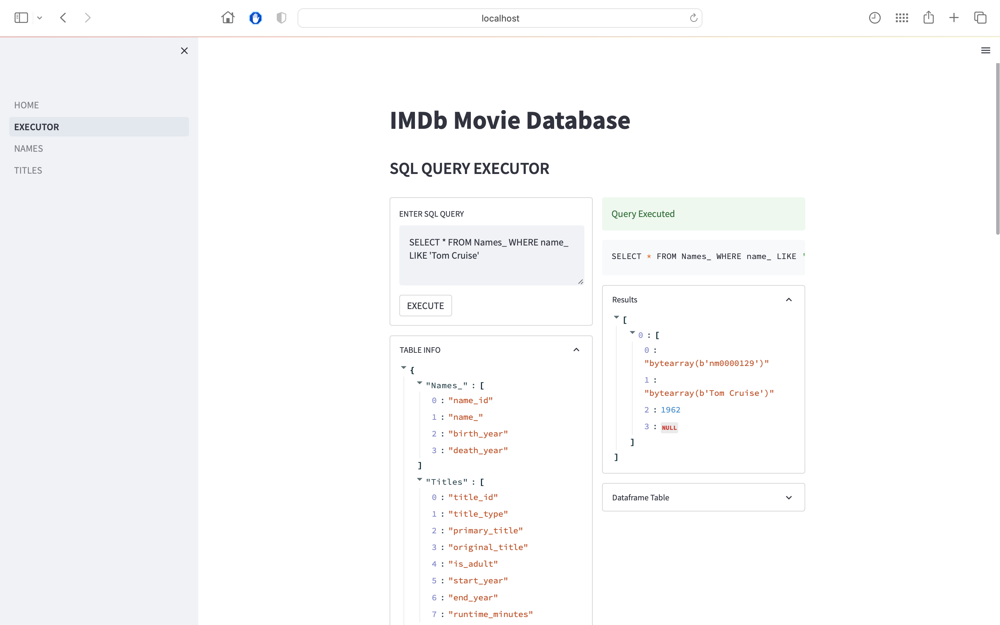 localhost
HOME
EXECUTOR
NAMES
TITLES
IMDb Movie Database
SQL QUERY EXECUTOR
ENTER SQL QUERY
SELECT * FROM Names_ WHERE name_
LIKE 'Tom Cruise'
EXECUTE
TABLE INFO
{
"Names_" : [
0 : "name_id"
1 : "name_"
2 : "birth_year"
3 : "death_year"
]
"Titles" : [
0 : "title_id"
1 : "title_type"
2 : "primary_title"
3 : "original_title"
4 : "is_adult"
5 : "start_year"
6 : "end_year"
7 : "runtime_minutes"
Query Executed
SELECT * FROM Names_ WHERE name_ LIKE '
Results
[
0 : [
0 :
"bytearray(b'nm0000129')"
1 :
"bytearray(b'Tom Cruise')"
2 : 1962
3 : NULL
]
]
Dataframe Table